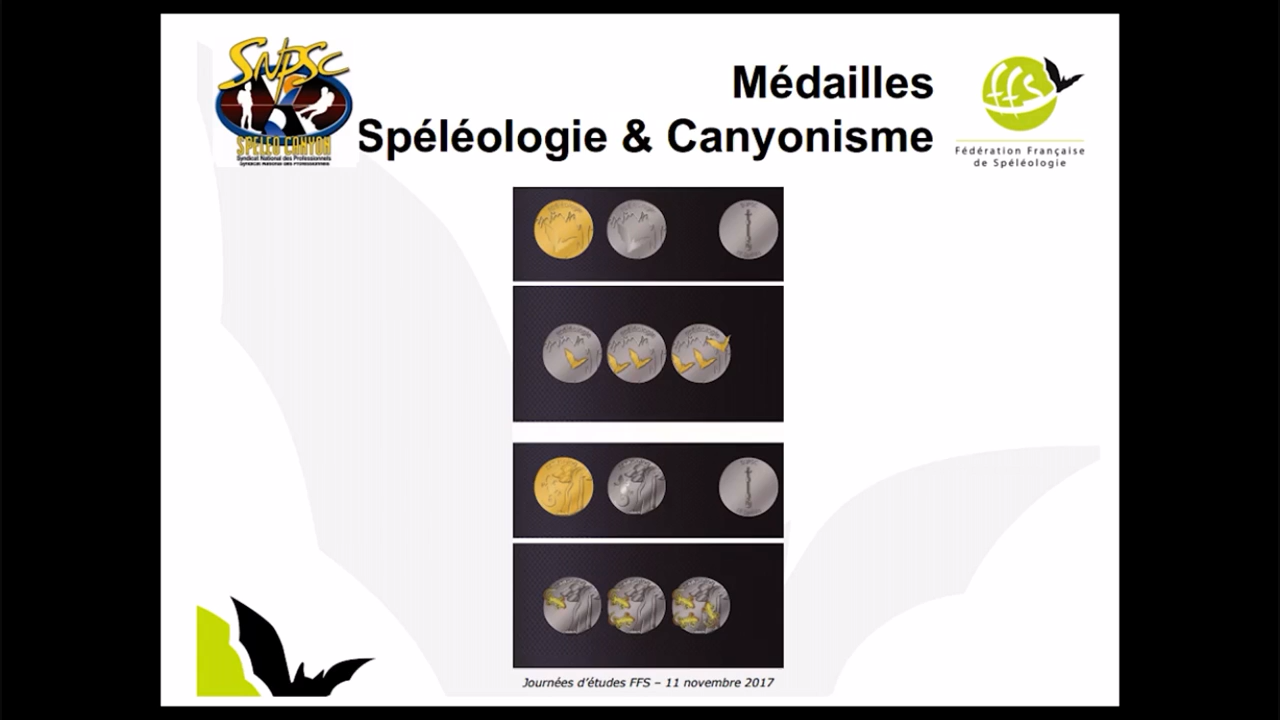 SNPSC
SPELEO CANYON
Syndicat National des Professionnels
Médailles
Spéléologie & Canyonisme
ffs
Fédération Française
de Spéléologie
Journées d'études FFS – 11 novembre 2017